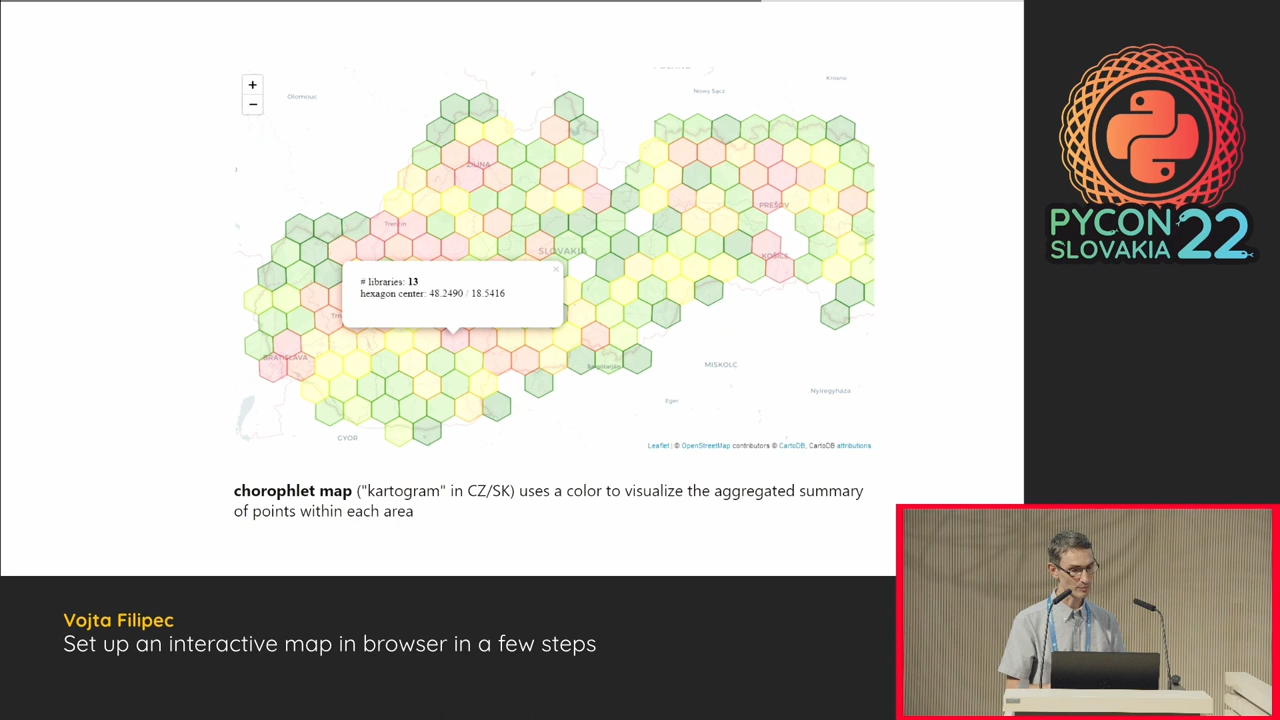 +
−
Olomouc
Nowy Sącz
Krosno
ŽILINA
PREŠOV
Trenčín
SLOVAKIA
KOŠICE
×
# libraries: 13
hexagon center: 48.2490 / 18.5416
BRATISLAVA
MISKOLC
Nyíregyháza
Eger
GYOR
Leaflet | © OpenStreetMap contributors © CartoDB, CartoDB attributions
chorophlet map ("kartogram" in CZ/SK) uses a color to visualize the aggregated summary
of points within each area
PYCON
SLOVAKIA
22
Vojta Filipec
Set up an interactive map in browser in a few steps